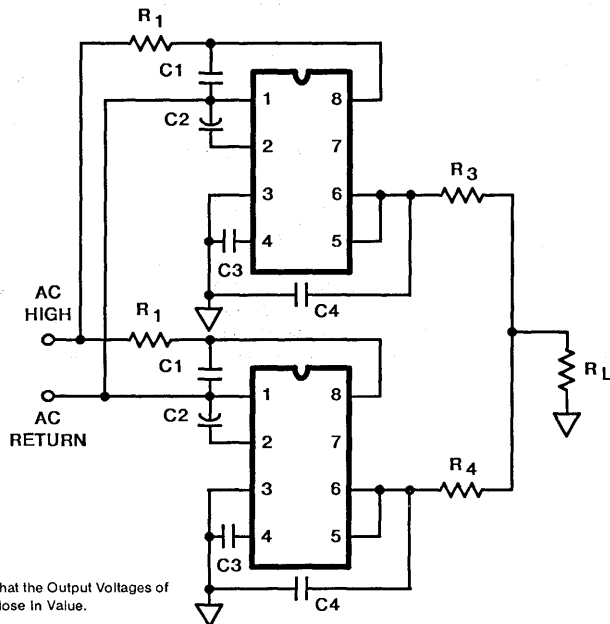 R1
C1
C2
1
2
3
4
8
7
6
5
C3
C4
R3
AC
HIGH
R1
C1
AC
RETURN
C2
1
2
3
4
8
7
6
5
C3
C4
R4
RL
hat the Output Voltages of
lose In Value.